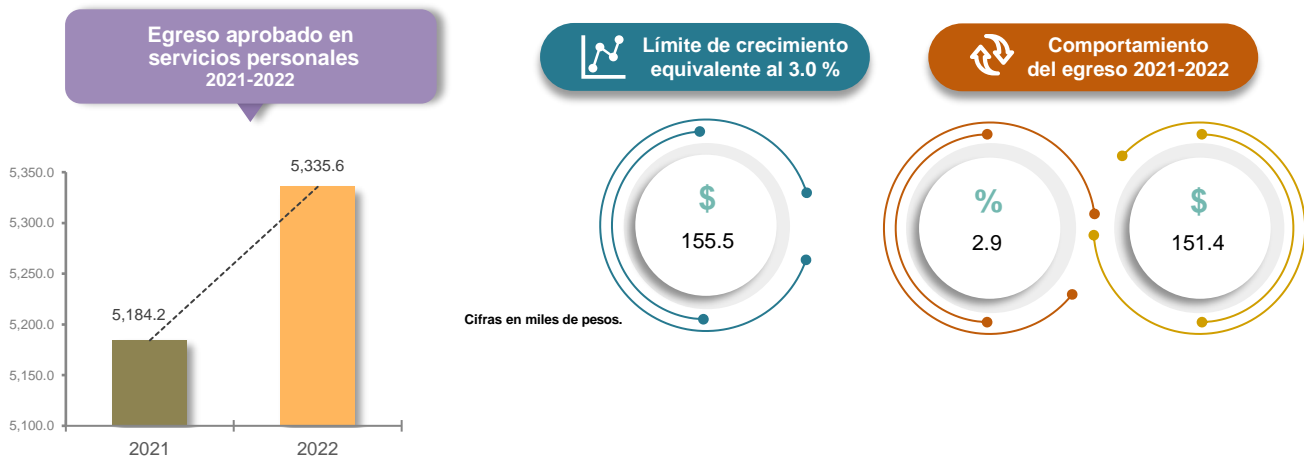 Egreso aprobado en
servicios personales
2021-2022
Límite de crecimiento
equivalente al 3.0 %
Comportamiento
del egreso 2021-2022
5,350.0
5,300.0
5,250.0
5,200.0
5,150.0
5,100.0
5,184.2
5,335.6
2021
2022
$
155.5
%
2.9
$
151.4
Cifras en miles de pesos.